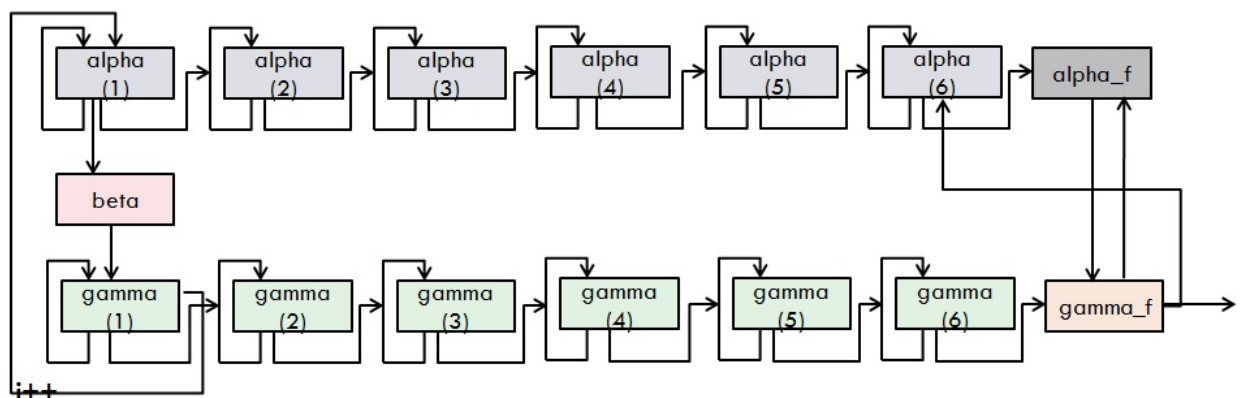 alpha
(1)
alpha
(2)
alpha
(3)
alpha
(4)
alpha
(5)
alpha
(6)
alpha_f
beta
gamma
(1)
gamma
(2)
gamma
(3)
gamma
(4)
gamma
(5)
gamma
(6)
gamma_f
i++